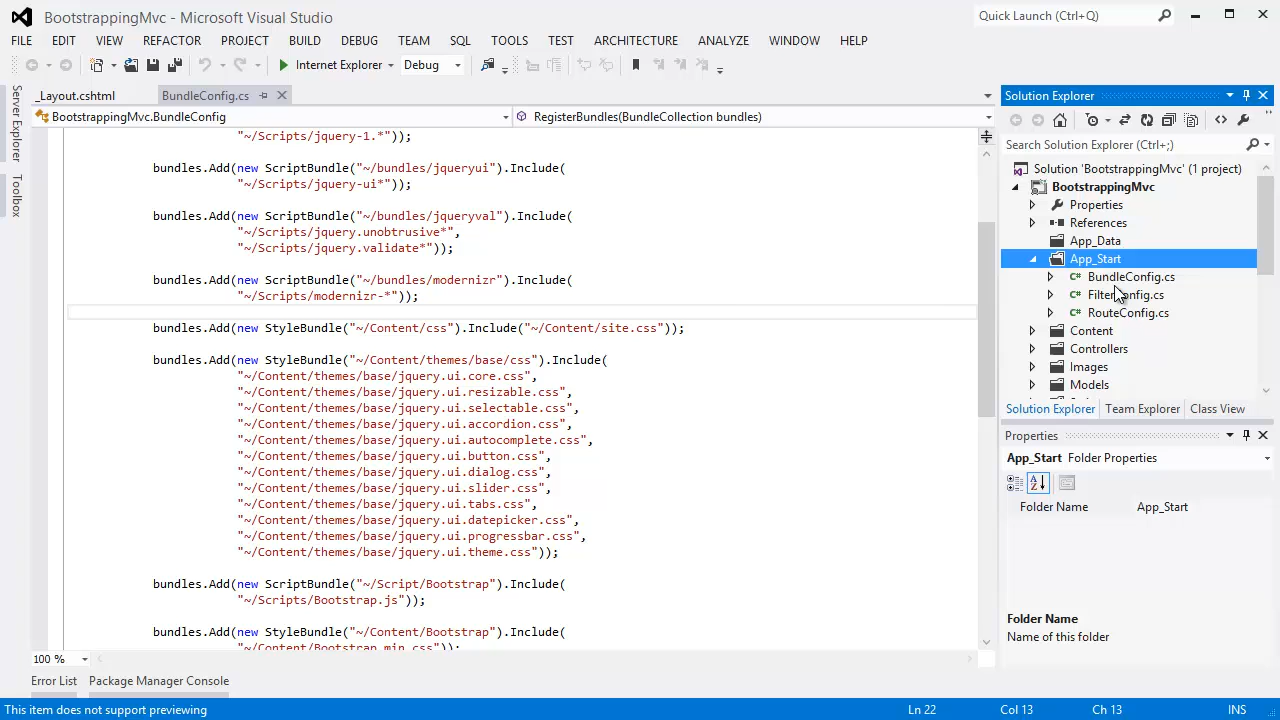 BootstrappingMvc - Microsoft Visual Studio
Quick Launch (Ctrl+Q)
FILE EDIT VIEW REFACTOR PROJECT BUILD DEBUG TEAM SQL TOOLS TEST ARCHITECTURE ANALYZE WINDOW HELP
Internet Explorer Debug
Server Explorer
Toolbox
_Layout.cshtml BundleConfig.cs
BootstrappingMvc.BundleConfig RegisterBundles(BundleCollection bundles)
"~/Scripts/jquery-1.*"));
bundles.Add(new ScriptBundle("~/bundles/jqueryui").Include(
"~/Scripts/jquery-ui*"));
bundles.Add(new ScriptBundle("~/bundles/jqueryval").Include(
"~/Scripts/jquery.unobtrusive*",
"~/Scripts/jquery.validate*"));
bundles.Add(new ScriptBundle("~/bundles/modernizr").Include(
"~/Scripts/modernizr-*"));
bundles.Add(new StyleBundle("~/Content/css").Include("~/Content/site.css"));
bundles.Add(new StyleBundle("~/Content/themes/base/css").Include(
"~/Content/themes/base/jquery.ui.core.css",
"~/Content/themes/base/jquery.ui.resizable.css",
"~/Content/themes/base/jquery.ui.selectable.css",
"~/Content/themes/base/jquery.ui.accordion.css",
"~/Content/themes/base/jquery.ui.autocomplete.css",
"~/Content/themes/base/jquery.ui.button.css",
"~/Content/themes/base/jquery.ui.dialog.css",
"~/Content/themes/base/jquery.ui.slider.css",
"~/Content/themes/base/jquery.ui.tabs.css",
"~/Content/themes/base/jquery.ui.datepicker.css",
"~/Content/themes/base/jquery.ui.progressbar.css",
"~/Content/themes/base/jquery.ui.theme.css"));
bundles.Add(new ScriptBundle("~/Script/Bootstrap").Include(
"~/Scripts/Bootstrap.js"));
bundles.Add(new StyleBundle("~/Content/Bootstrap").Include(
"~/Content/Bootstrap.min.css"));
100 %
Solution Explorer
Search Solution Explorer (Ctrl+;)
Solution 'BootstrappingMvc' (1 project)
BootstrappingMvc
Properties
References
App_Data
App_Start
C# BundleConfig.cs
C# FilterConfig.cs
C# RouteConfig.cs
Content
Controllers
Images
Models
Solution Explorer Team Explorer Class View
Properties
App_Start Folder Properties
Folder Name App_Start
Folder Name
Name of this folder
Error List Package Manager Console
This item does not support previewing Ln 22 Col 13 Ch 13 INS